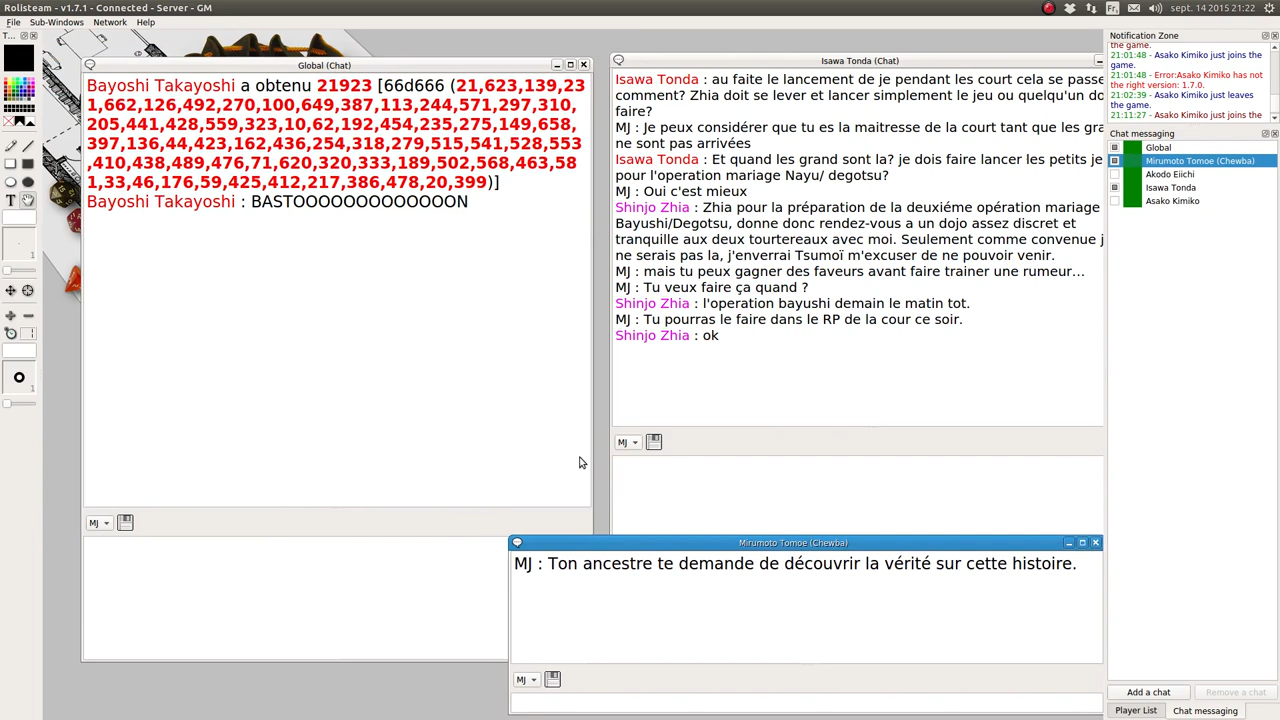 Rolisteam - v1.7.1 - Connected - Server - GM
Fr₁
sept. 14 2015 21:22
File Sub-Windows Network Help
T...
Global (Chat)
Bayoshi Takayoshi a obtenu 21923 [66d666 (21,623,139,23
1,662,126,492,270,100,649,387,113,244,571,297,310,
205,441,428,559,323,10,62,192,454,235,275,149,658,
397,136,44,423,162,436,254,318,279,515,541,528,553
,410,438,489,476,71,620,320,333,189,502,568,463,58
1,33,46,176,59,425,412,217,386,478,20,399)]
Bayoshi Takayoshi : BASTOOOOOOOOOOOOON
MJ
Isawa Tonda (Chat)
Isawa Tonda : au faite le lancement de je pendant les court cela se passe
comment? Zhia doit se lever et lancer simplement le jeu ou quelqu'un do
faire?
MJ : Je peux considérer que tu es la maitresse de la court tant que les gra
ne sont pas arrivées
Isawa Tonda : Et quand les grand sont la? je dois faire lancer les petits je
pour l'operation mariage Nayu/ degotsu?
MJ : Oui c'est mieux
Shinjo Zhia : Zhia pour la préparation de la deuxiéme opération mariage
Bayushi/Degotsu, donne donc rendez-vous a un dojo assez discret et
tranquille aux deux tourtereaux avec moi. Seulement comme convenue j
ne serais pas la, j'enverrai Tsumoï m'excuser de ne pouvoir venir.
MJ : mais tu peux gagner des faveurs avant faire trainer une rumeur...
MJ : Tu veux faire ça quand ?
Shinjo Zhia : l'operation bayushi demain le matin tot.
MJ : Tu pourras le faire dans le RP de la cour ce soir.
Shinjo Zhia : ok
MJ
Mirumoto Tomoe (Chewba)
MJ : Ton ancestre te demande de découvrir la vérité sur cette histoire.
MJ
T
1
1
1
Notification Zone
the game.
21:01:48 - Asako Kimiko just joins the
game.
21:01:48 - Error:Asako Kimiko has not
the right version: 1.7.0.
21:02:39 - Asako Kimiko just leaves
the game.
21:11:27 - Asako Kimiko just joins the
Chat messaging
Global
Mirumoto Tomoe (Chewba)
Akodo Eiichi
Isawa Tonda
Asako Kimiko
Add a chat Remove a chat
Player List Chat messaging